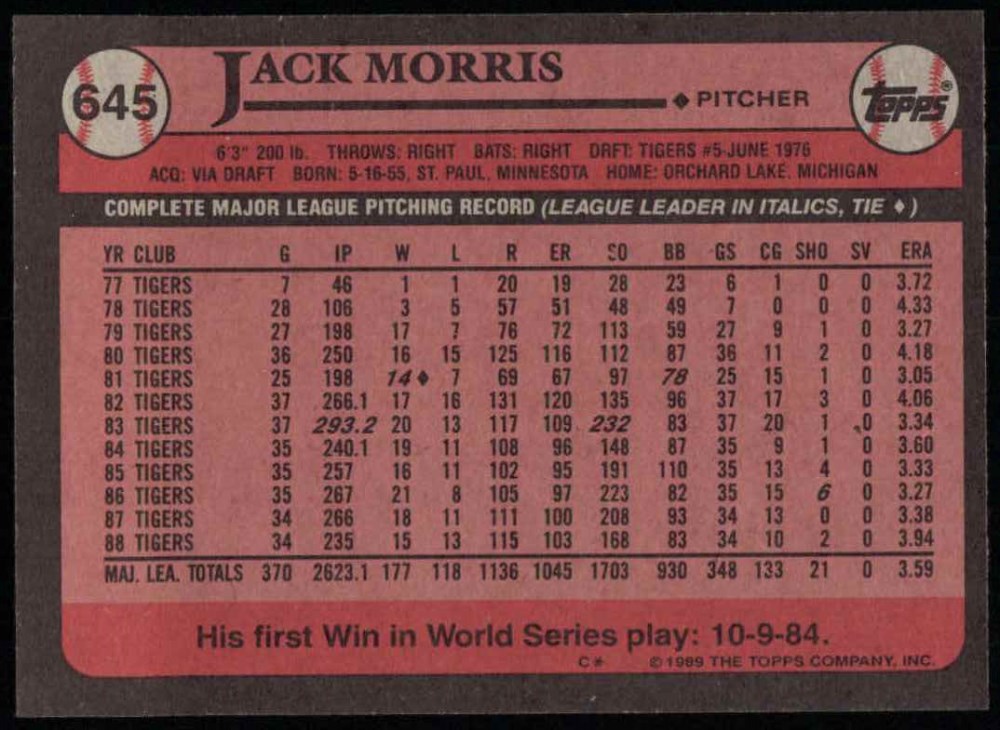 645
JACK MORRIS
◆ PITCHER
TOPPS®
6'3" 200 lb. THROWS: RIGHT BATS: RIGHT DRFT: TIGERS #5-JUNE 1976
ACQ: VIA DRAFT BORN: 5-16-55, ST. PAUL, MINNESOTA HOME: ORCHARD LAKE, MICHIGAN
COMPLETE MAJOR LEAGUE PITCHING RECORD (LEAGUE LEADER IN ITALICS, TIE ♦)
YR CLUB G IP W L R ER SO BB GS CG SHO SV ERA
77 TIGERS 7 46 1 1 20 19 28 23 6 1 0 0 3.72
78 TIGERS 28 106 3 5 57 51 48 49 7 0 0 0 4.33
79 TIGERS 27 198 17 7 76 72 113 59 27 9 1 0 3.27
80 TIGERS 36 250 16 15 125 116 112 87 36 11 2 0 4.18
81 TIGERS 25 198 14♦ 7 69 67 97 78 25 15 1 0 3.05
82 TIGERS 37 266.1 17 16 131 120 135 96 37 17 3 0 4.06
83 TIGERS 37 293.2 20 13 117 109 232 83 37 20 1 0 3.34
84 TIGERS 35 240.1 19 11 108 96 148 87 35 9 1 0 3.60
85 TIGERS 35 257 16 11 102 95 191 110 35 13 4 0 3.33
86 TIGERS 35 267 21 8 105 97 223 82 35 15 6 0 3.27
87 TIGERS 34 266 18 11 111 100 208 93 34 13 0 0 3.38
88 TIGERS 34 235 15 13 115 103 168 83 34 10 2 0 3.94
MAJ. LEA. TOTALS 370 2623.1 177 118 1136 1045 1703 930 348 133 21 0 3.59
His first Win in World Series play: 10-9-84.
C* © 1989 THE TOPPS COMPANY, INC.